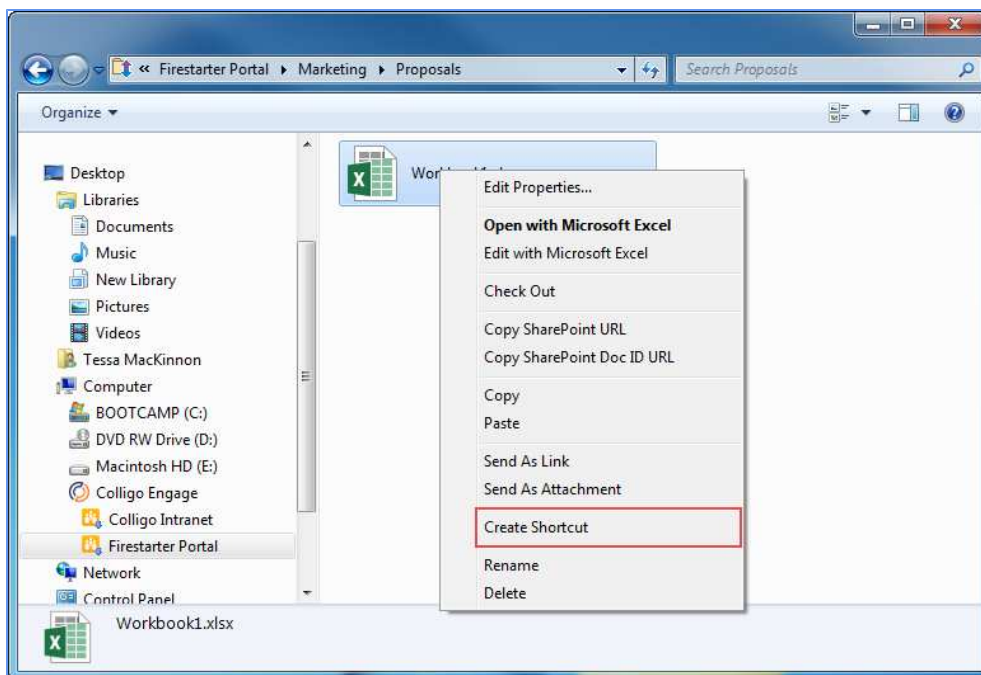 « Firestarter Portal ▸ Marketing ▸ Proposals
Search Proposals
Organize
Desktop
Libraries
Documents
Music
New Library
Pictures
Videos
Tessa MacKinnon
Computer
BOOTCAMP (C:)
DVD RW Drive (D:)
Macintosh HD (E:)
Colligo Engage
Colligo Intranet
Firestarter Portal
Network
Control Panel
Edit Properties...
Open with Microsoft Excel
Edit with Microsoft Excel
Check Out
Copy SharePoint URL
Copy SharePoint Doc ID URL
Copy
Paste
Send As Link
Send As Attachment
Create Shortcut
Rename
Delete
Workbook1.xlsx